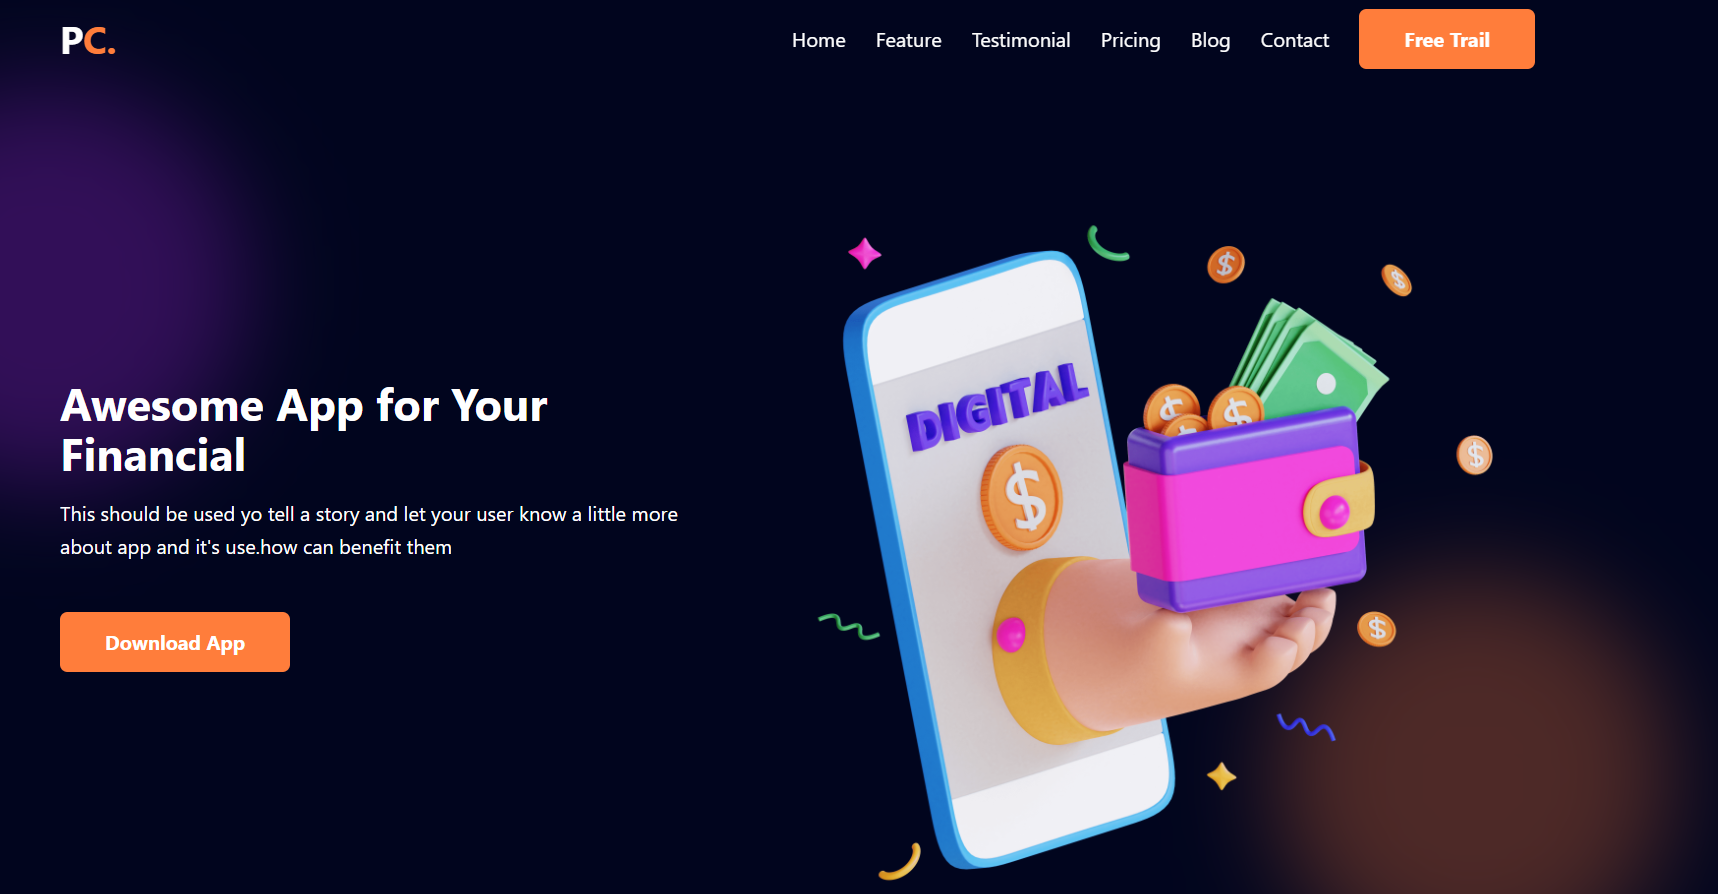 PC.
Home Feature Testimonial Pricing Blog Contact Free Trail
Awesome App for Your
Financial
This should be used yo tell a story and let your user know a little more
about app and it's use.how can benefit them
Download App
DIGITAL
$
$
$
$
$
$
$
$